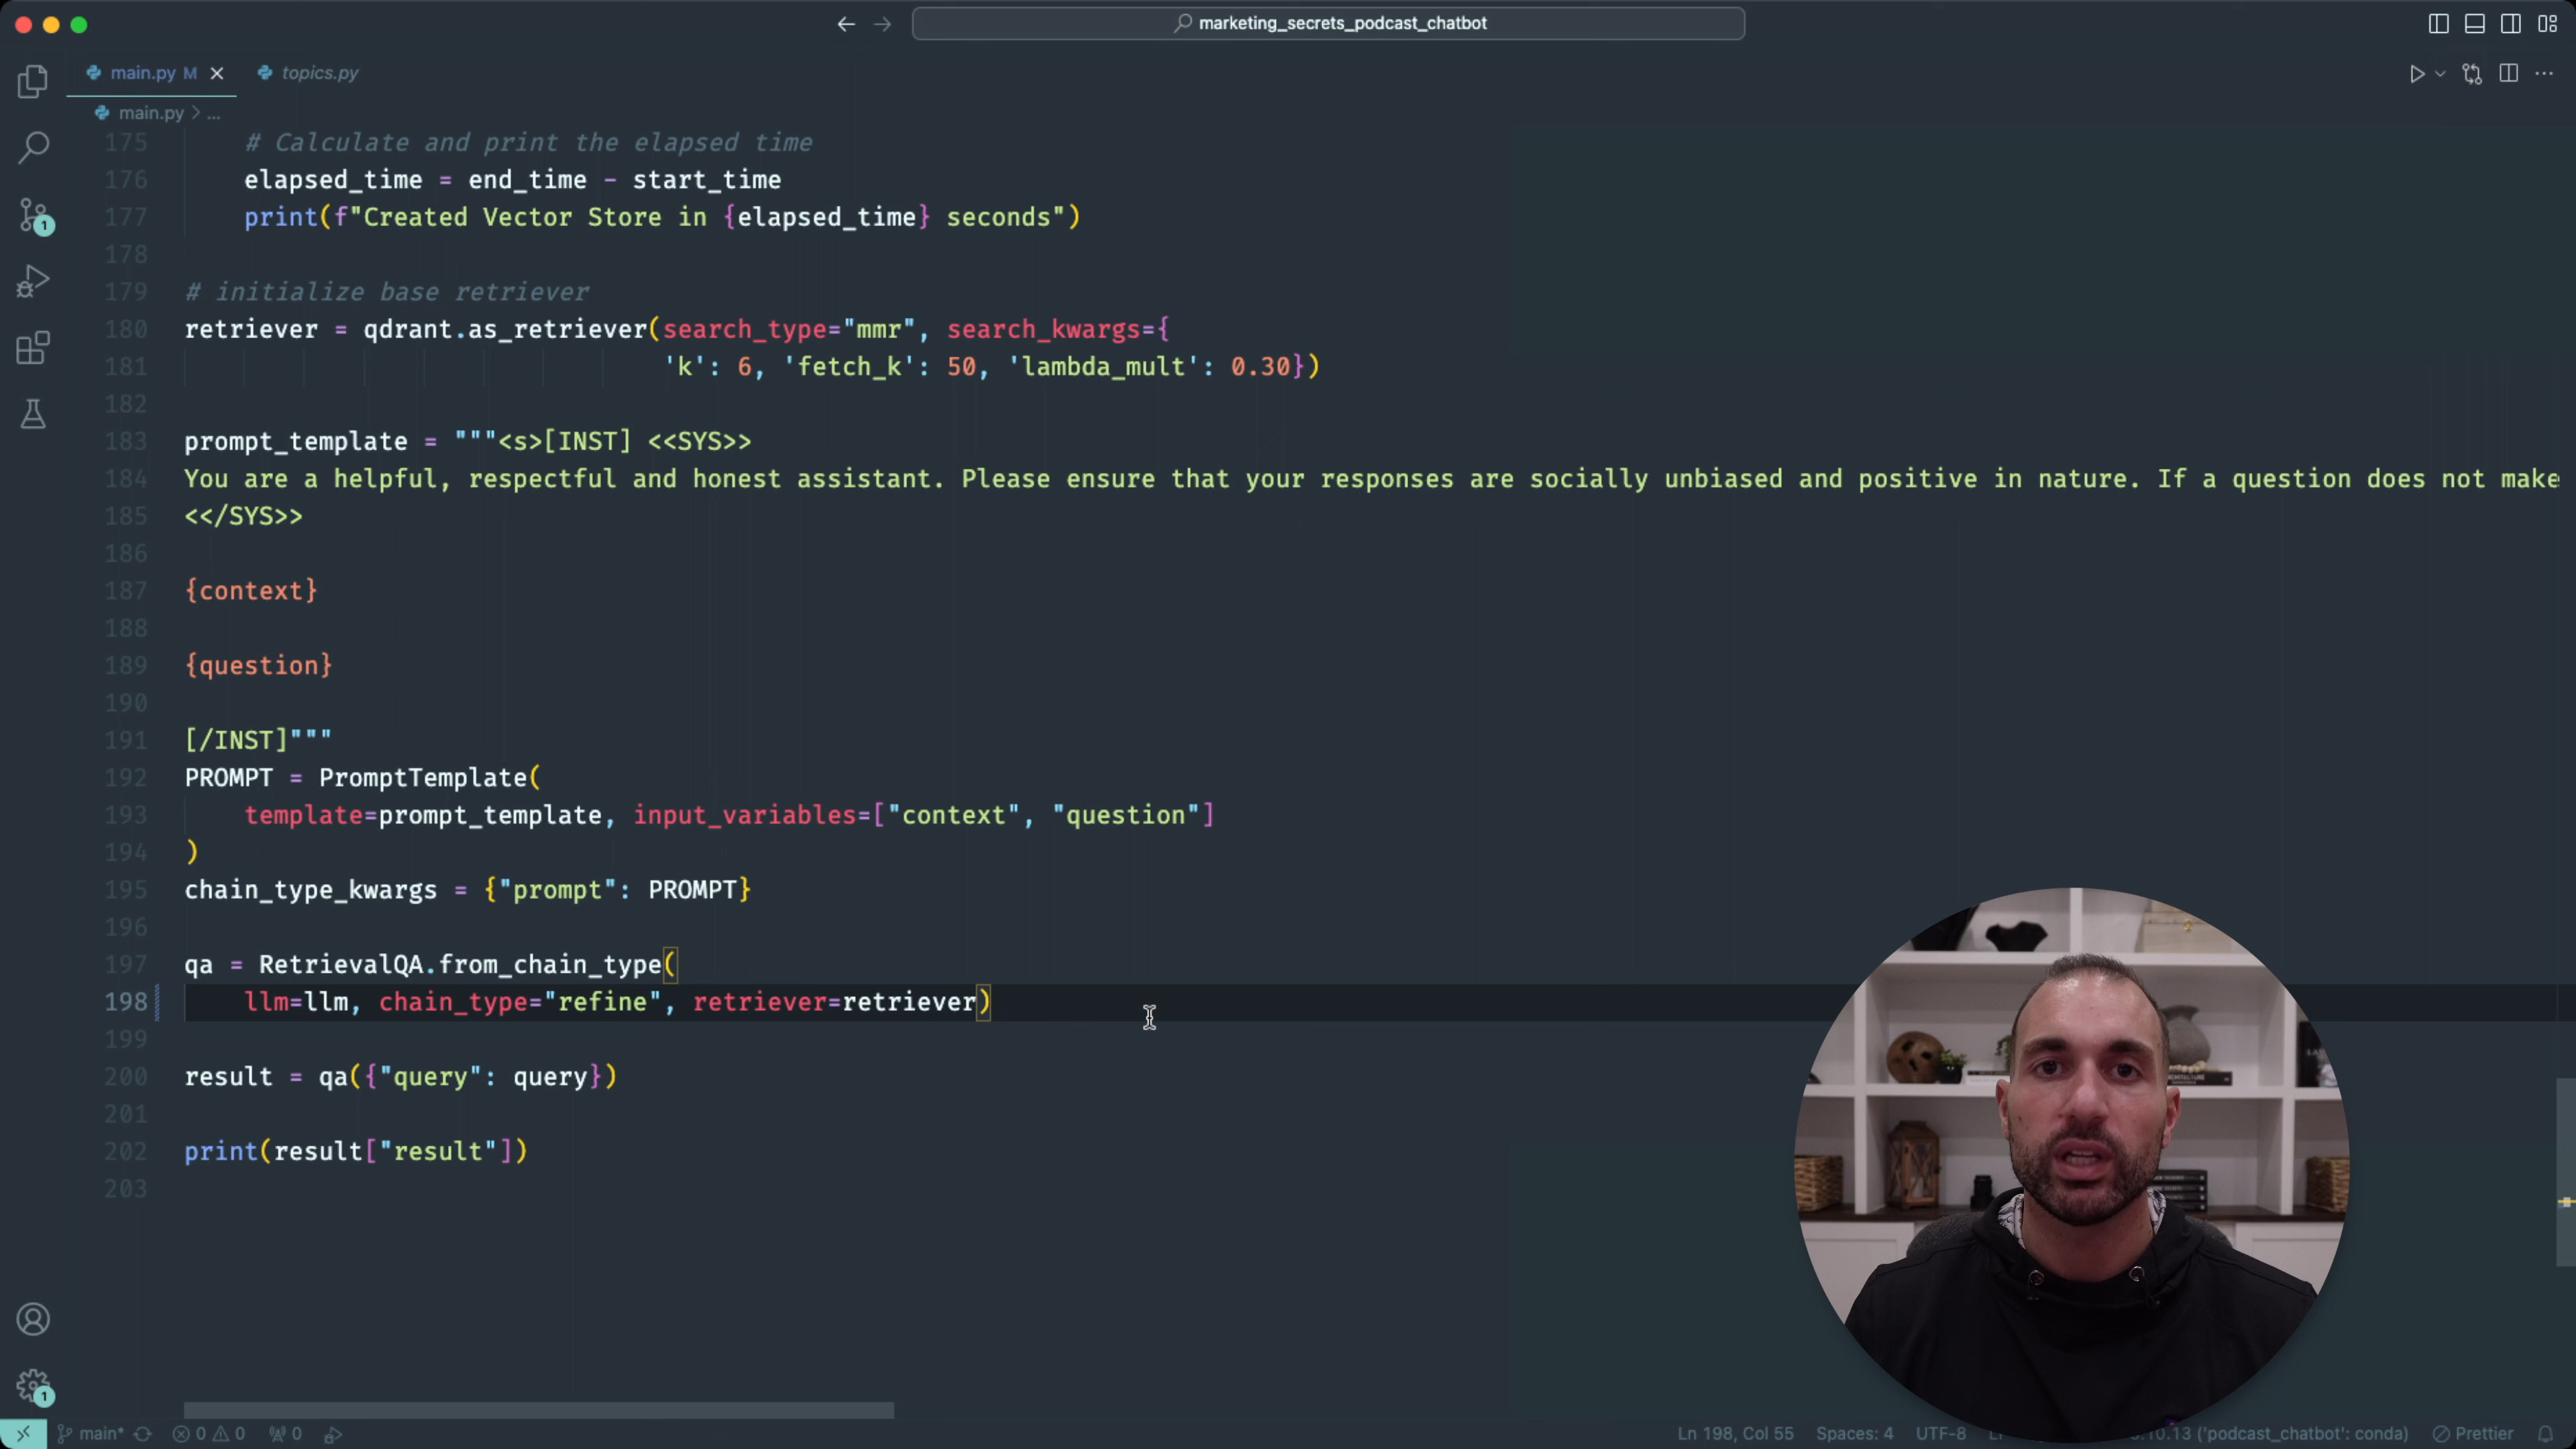 marketing_secrets_podcast_chatbot
main.py M
topics.py
main.py > ...
175 # Calculate and print the elapsed time
176 elapsed_time = end_time - start_time
177 print(f"Created Vector Store in {elapsed_time} seconds")
178
179 # initialize base retriever
180 retriever = qdrant.as_retriever(search_type="mmr", search_kwargs={
181 'k': 6, 'fetch_k': 50, 'lambda_mult': 0.30})
182
183 prompt_template = """<s>[INST] <<SYS>>
184 You are a helpful, respectful and honest assistant. Please ensure that your responses are socially unbiased and positive in nature. If a question does not make
185 <</SYS>>
186
187 {context}
188
189 {question}
190
191 [/INST]"""
192 PROMPT = PromptTemplate(
193 template=prompt_template, input_variables=["context", "question"]
194 )
195 chain_type_kwargs = {"prompt": PROMPT}
196
197 qa = RetrievalQA.from_chain_type(
198 llm=llm, chain_type="refine", retriever=retriever)
199
200 result = qa({"query": query})
201
202 print(result["result"])
203
1
1
main* 0 0 0 Ln 198, Col 55 Spaces: 4 UTF-8 10.13 ('podcast_chatbot': conda) Prettier